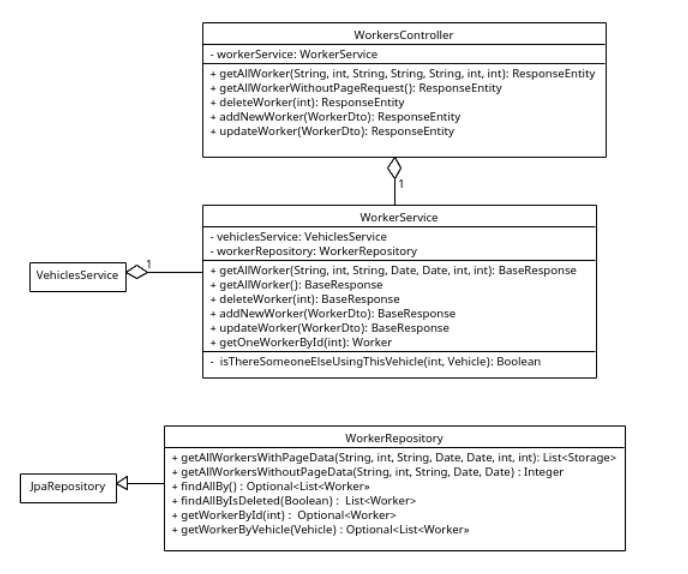 WorkersController
- workerService: WorkerService
+ getAllWorker(String, int, String, String, String, int, int): ResponseEntity
+ getAllWorkerWithoutPageRequest(): ResponseEntity
+ deleteWorker(int): ResponseEntity
+ addNewWorker(WorkerDto): ResponseEntity
+ updateWorker(WorkerDto): ResponseEntity
1
WorkerService
- vehiclesService: VehiclesService
- workerRepository: WorkerRepository
+ getAllWorker(String, int, String, Date, Date, int, int): BaseResponse
+ getAllWorker(): BaseResponse
+ deleteWorker(int): BaseResponse
+ addNewWorker(WorkerDto): BaseResponse
+ updateWorker(WorkerDto): BaseResponse
+ getOneWorkerById(int): Worker
- isThereSomeoneElseUsingThisVehicle(int, Vehicle): Boolean
VehiclesService
1
WorkerRepository
+ getAllWorkersWithPageData(String, int, String, Date, Date, int, int): List<Storage>
+ getAllWorkersWithoutPageData(String, int, String, Date, Date) : Integer
+ findAllBy() : Optional<List<Worker»
+ findAllByIsDeleted(Boolean) : List<Worker>
+ getWorkerById(int) : Optional<Worker>
+ getWorkerByVehicle(Vehicle) : Optional<List<Worker»
JpaRepository